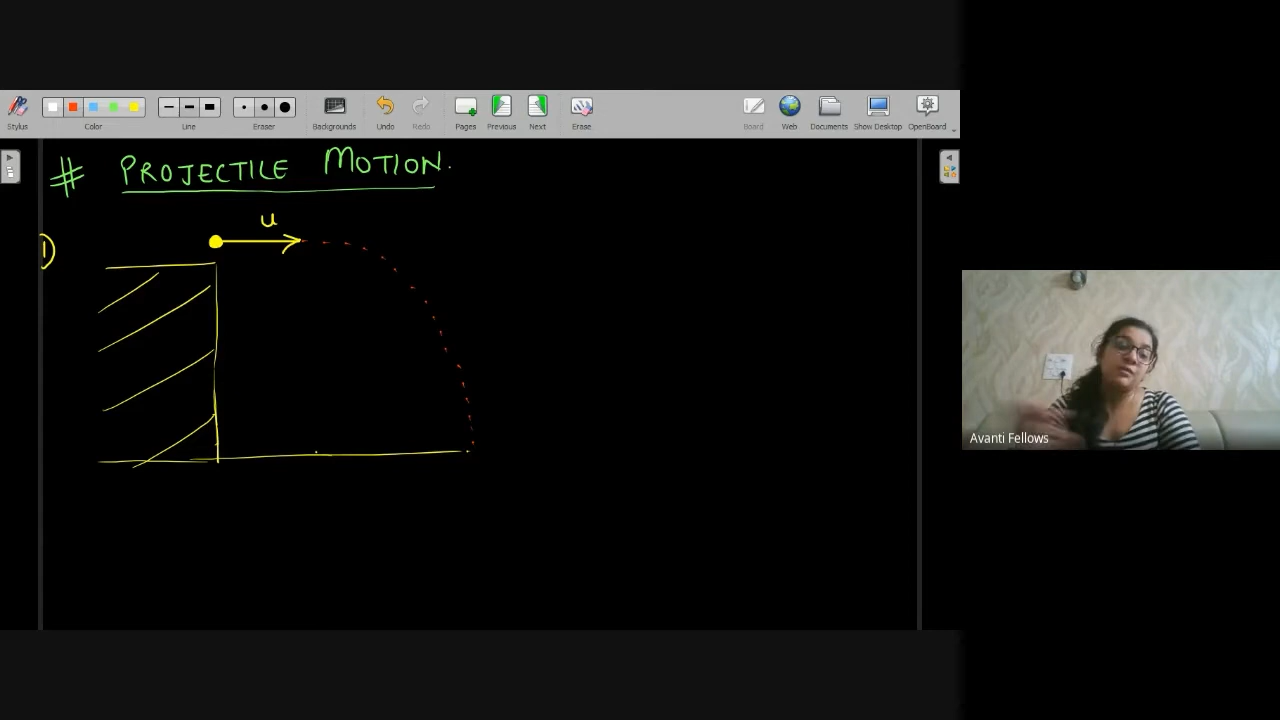 Stylus Color Line Eraser Backgrounds Undo Redo Pages Previous Next Erase Board Web Documents Show Desktop OpenBoard
# PROJECTILE MOTION.
u
1)
Avanti Fellows